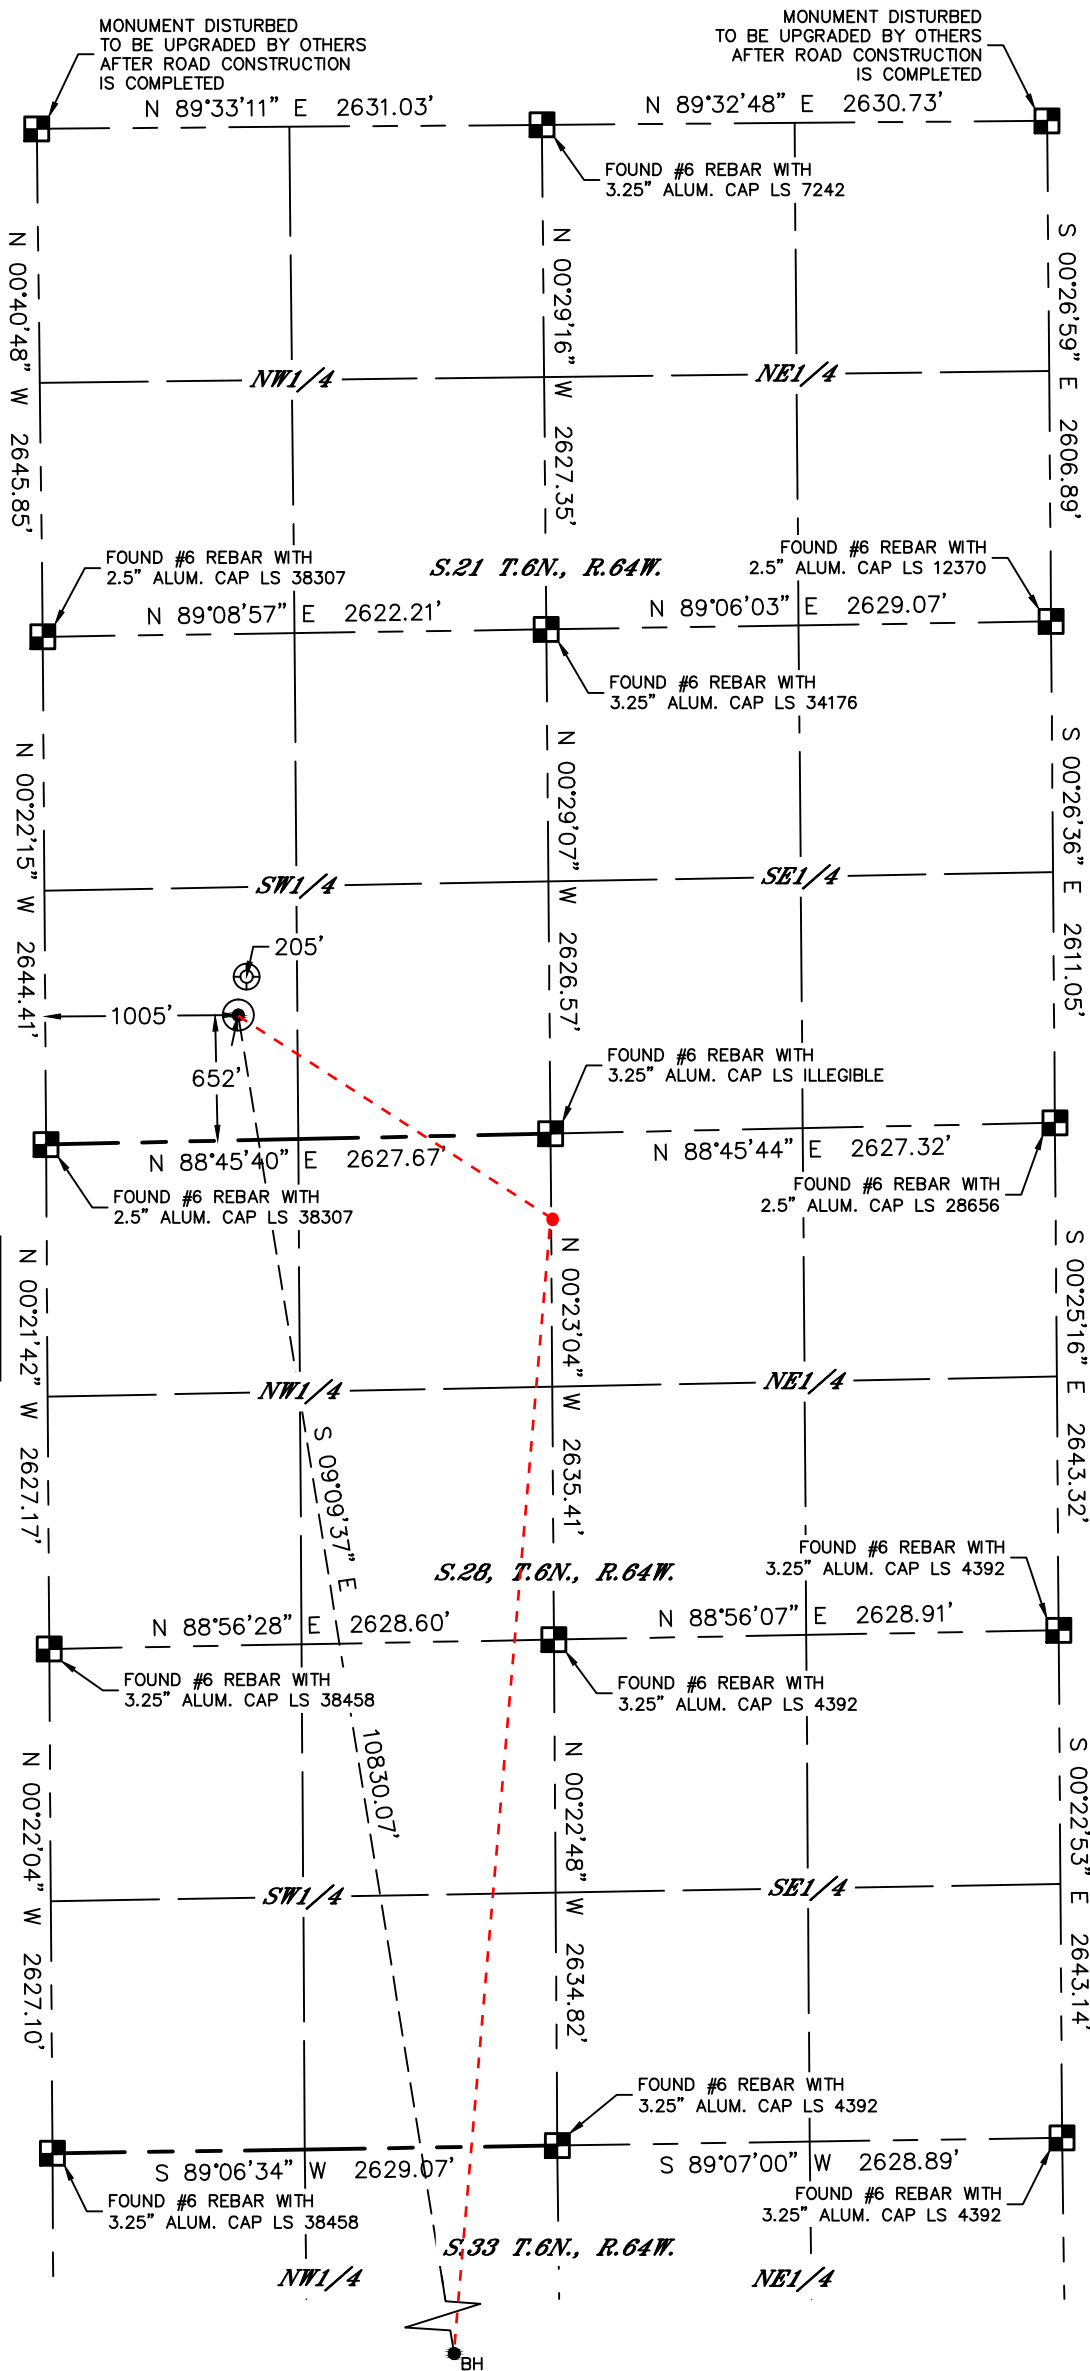 MONUMENT DISTURBED
TO BE UPGRADED BY OTHERS
AFTER ROAD CONSTRUCTION
IS COMPLETED
MONUMENT DISTURBED
TO BE UPGRADED BY OTHERS
AFTER ROAD CONSTRUCTION
IS COMPLETED
N 89°33'11" E 2631.03'
N 89°32'48" E 2630.73'
FOUND #6 REBAR WITH
3.25" ALUM. CAP LS 7242
N 00°40'48" W 2645.85'
N 00°29'16" W 2627.35'
S 00°26'59" E 2606.89'
NW1/4
NE1/4
FOUND #6 REBAR WITH
2.5" ALUM. CAP LS 38307
S.21 T.6N., R.64W.
FOUND #6 REBAR WITH
2.5" ALUM. CAP LS 12370
N 89°08'57" E 2622.21'
N 89°06'03" E 2629.07'
FOUND #6 REBAR WITH
3.25" ALUM. CAP LS 34176
N 00°22'15" W 2644.41'
N 00°29'07" W 2626.57'
S 00°26'36" E 2611.05'
SW1/4
SE1/4
205'
1005'
652'
FOUND #6 REBAR WITH
3.25" ALUM. CAP LS ILLEGIBLE
N 88°45'40" E 2627.67'
N 88°45'44" E 2627.32'
FOUND #6 REBAR WITH
2.5" ALUM. CAP LS 38307
FOUND #6 REBAR WITH
2.5" ALUM. CAP LS 28656
N 00°21'42" W 2627.17'
N 00°23'04" W 2635.41'
S 00°25'16" E 2643.32'
NW1/4
NE1/4
S 09°09'37" E 10830.07'
S.28, T.6N., R.64W.
FOUND #6 REBAR WITH
3.25" ALUM. CAP LS 4392
N 88°56'28" E 2628.60'
N 88°56'07" E 2628.91'
FOUND #6 REBAR WITH
3.25" ALUM. CAP LS 38458
FOUND #6 REBAR WITH
3.25" ALUM. CAP LS 4392
N 00°22'04" W 2627.10'
N 00°22'48" W 2634.82'
S 00°22'53" E 2643.14'
SW1/4
SE1/4
FOUND #6 REBAR WITH
3.25" ALUM. CAP LS 4392
S 89°06'34" W 2629.07'
S 89°07'00" W 2628.89'
FOUND #6 REBAR WITH
3.25" ALUM. CAP LS 38458
FOUND #6 REBAR WITH
3.25" ALUM. CAP LS 4392
S.33 T.6N., R.64W.
NW1/4
NE1/4
BH